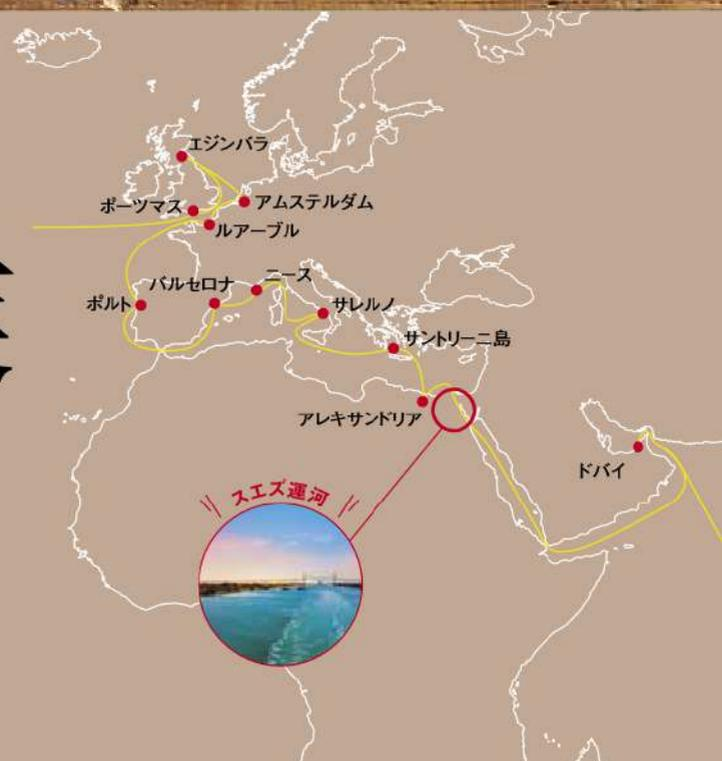 エジンバラ
ポーツマス
アムステルダム
ルアーブル
バルセロナ
ニース
ポルト
サレルノ
サントリーニ島
アレキサンドリア
ドバイ
スエズ運河